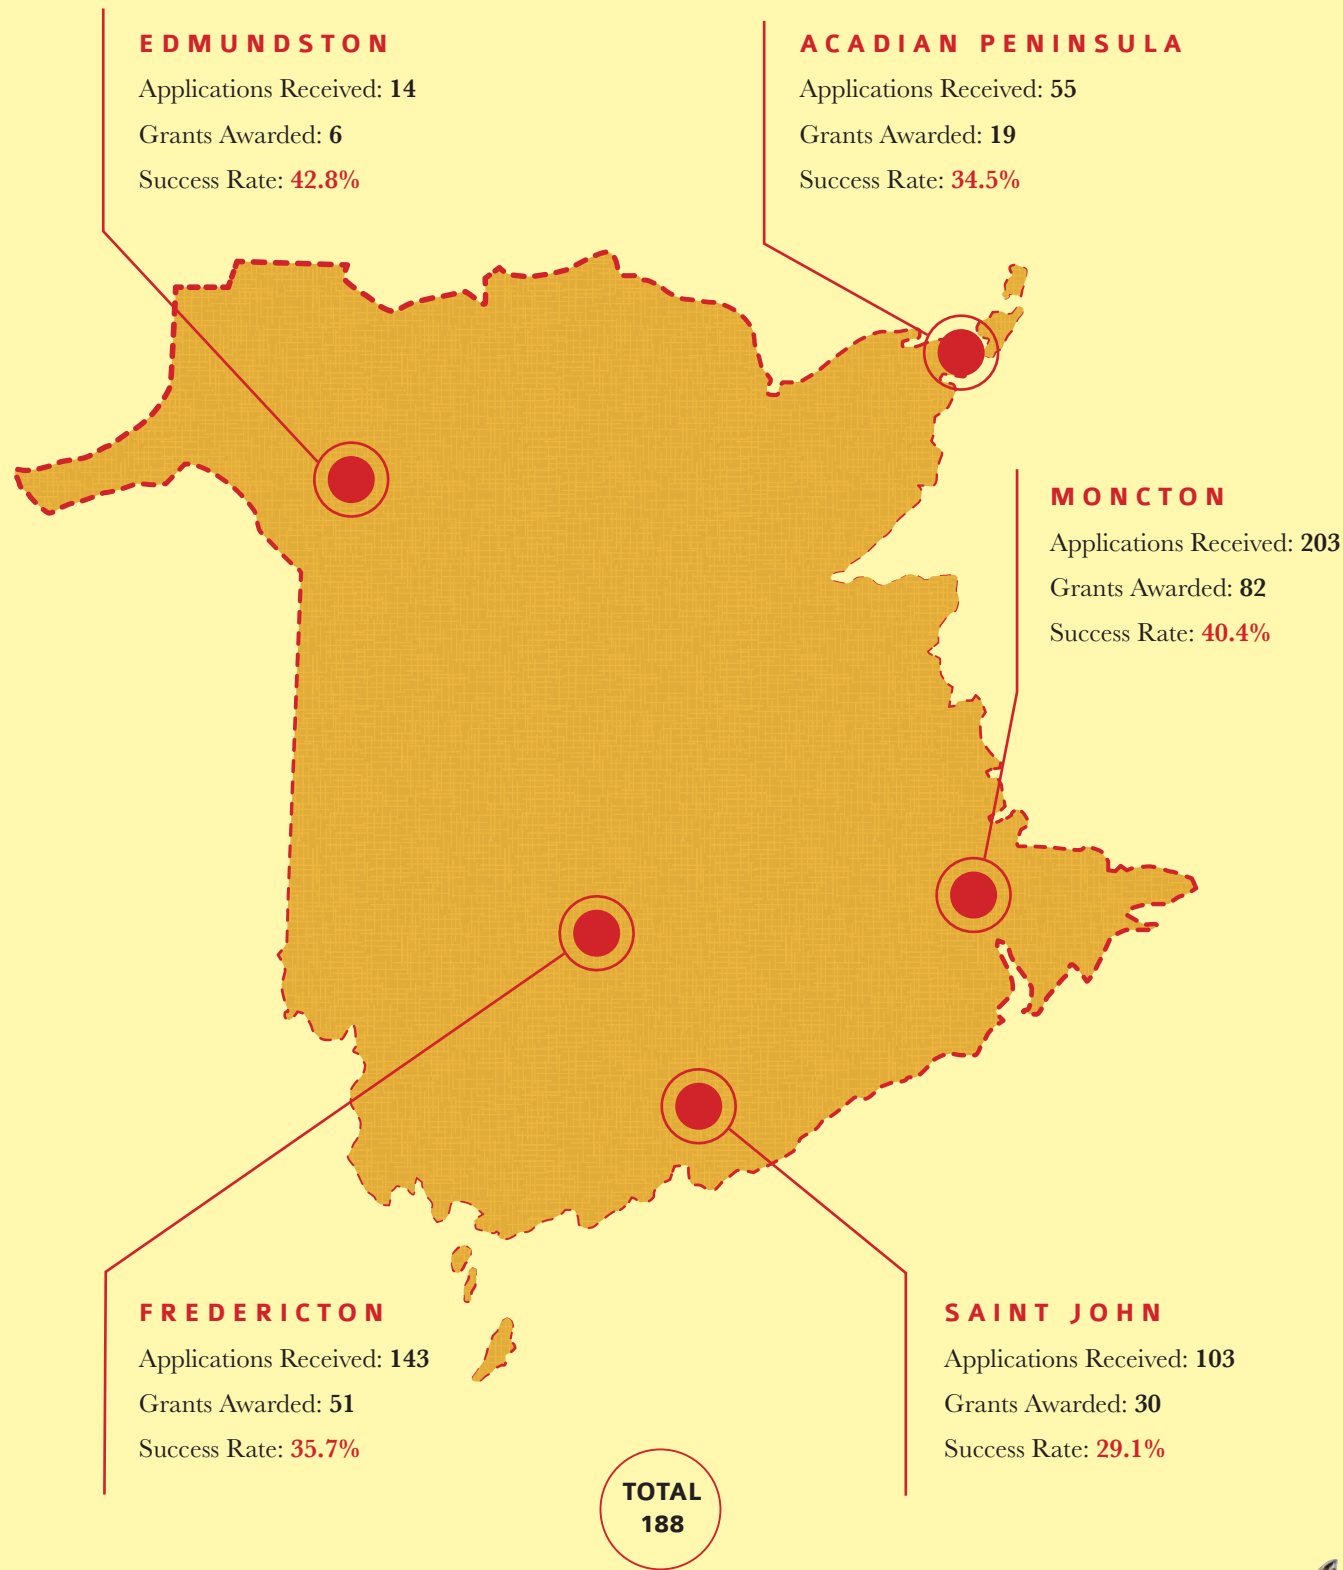 EDMUNDSTON
Applications Received: 14
Grants Awarded: 6
Success Rate: 42.8%
ACADIAN PENINSULA
Applications Received: 55
Grants Awarded: 19
Success Rate: 34.5%
MONCTON
Applications Received: 203
Grants Awarded: 82
Success Rate: 40.4%
FREDERICTON
Applications Received: 143
Grants Awarded: 51
Success Rate: 35.7%
SAINT JOHN
Applications Received: 103
Grants Awarded: 30
Success Rate: 29.1%
TOTAL
188